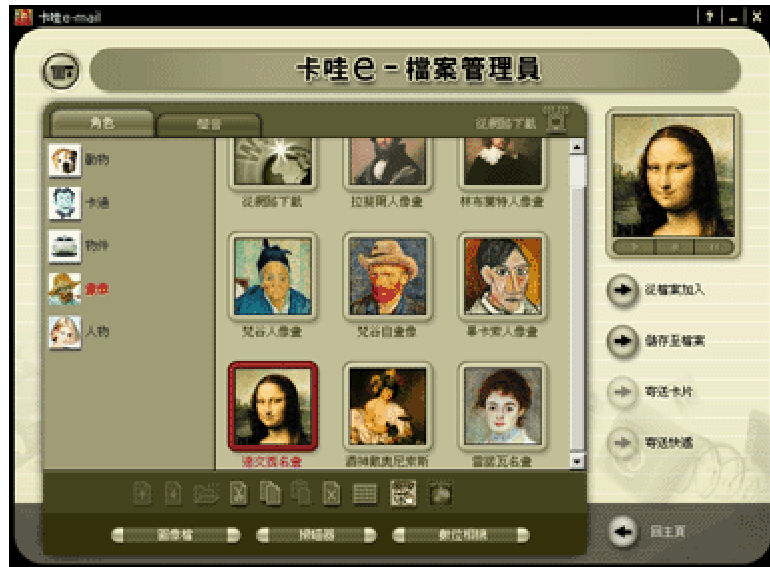 卡哇e-mail
卡哇e-檔案管理員
角色
聲音
從網路下載
動物
卡通
物件
畫像
人物
從網路下載
拉斐爾人像畫
林布蘭特人像畫
梵谷人像畫
梵谷自畫像
畢卡索人像畫
達文西名畫
酒神戴奧尼索斯
雷諾瓦名畫
從檔案加入
儲存至檔案
寄送卡片
寄送快遞
圖像檔
掃描器
數位相機
回主頁